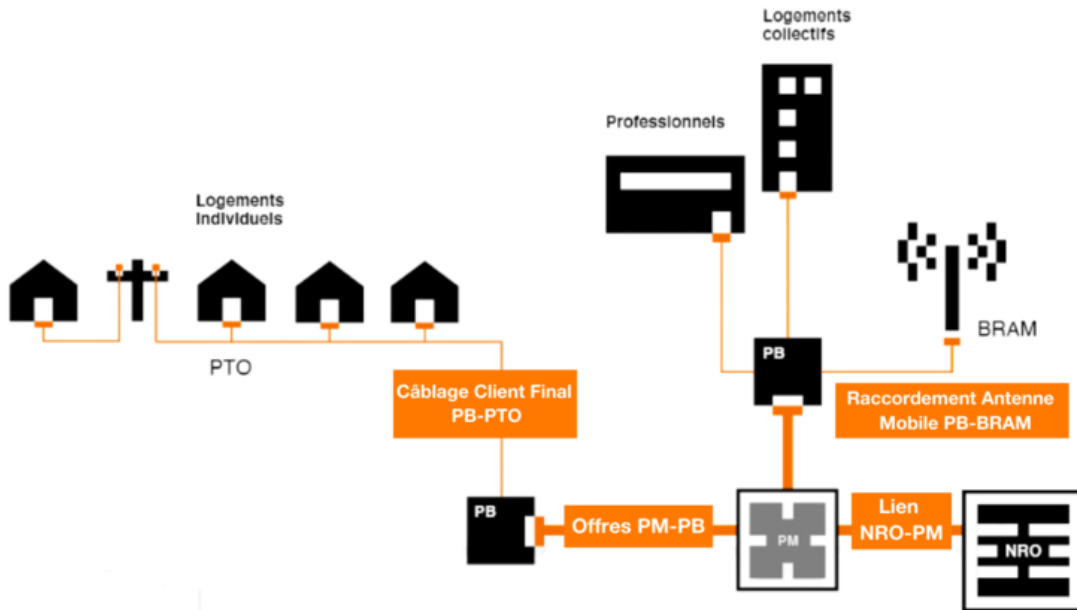 Logements
collectifs
Professionnels
Logements
individuels
BRAM
PTO
PB
Câblage Client Final
PB-PTO
Raccordement Antenne
Mobile PB-BRAM
PB
Offres PM-PB
PM
Lien
NRO-PM
NRO